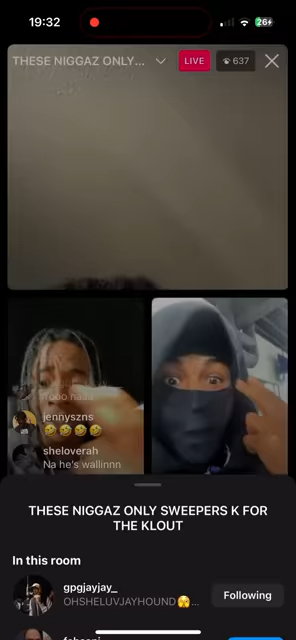 19:32
26
THESE NIGGAZ ONLY...
LIVE
637
jennyszns
🤣🤣🤣🤣
sheloverah
Na he's wallinnn
THESE NIGGAZ ONLY SWEEPERS K FOR
THE KLOUT
In this room
gpgjayjay_
OHSHELUVJAYHOUND🫣...
Following